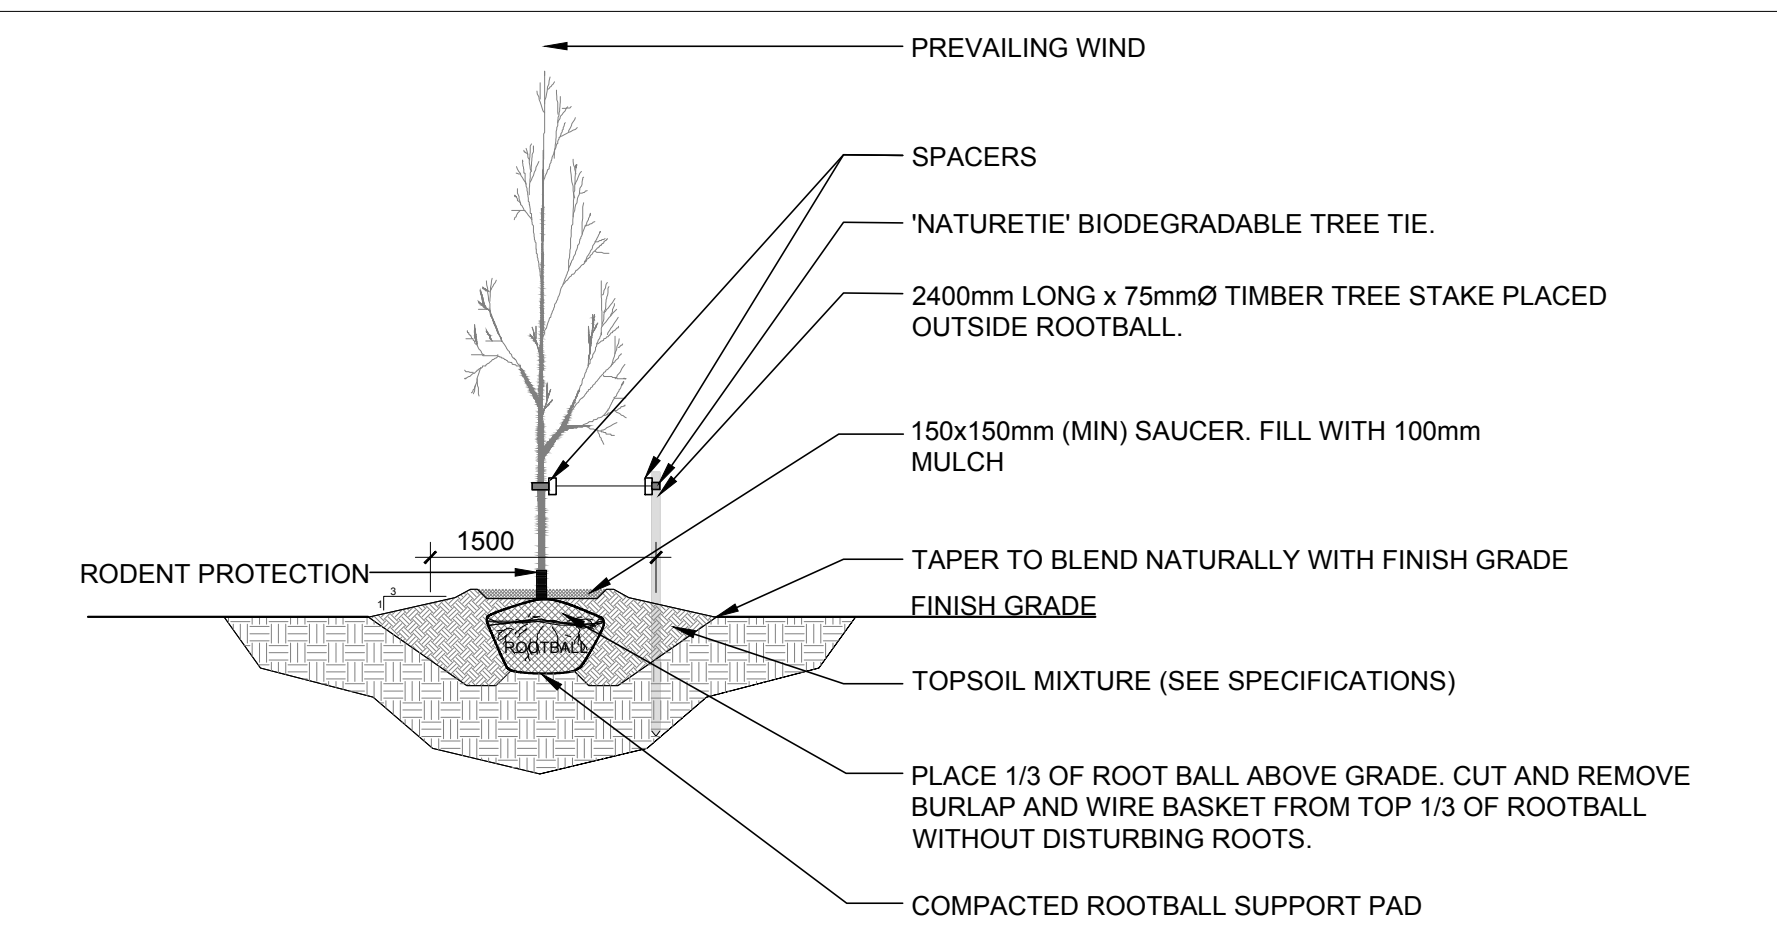 PREVAILING WIND
SPACERS
'NATURETIE' BIODEGRADABLE TREE TIE.
2400mm LONG x 75mmØ TIMBER TREE STAKE PLACED
OUTSIDE ROOTBALL.
150x150mm (MIN) SAUCER. FILL WITH 100mm
MULCH
1500
RODENT PROTECTION
TAPER TO BLEND NATURALLY WITH FINISH GRADE
3
1
FINISH GRADE
ROOTBALL
TOPSOIL MIXTURE (SEE SPECIFICATIONS)
PLACE 1/3 OF ROOT BALL ABOVE GRADE. CUT AND REMOVE
BURLAP AND WIRE BASKET FROM TOP 1/3 OF ROOTBALL
WITHOUT DISTURBING ROOTS.
COMPACTED ROOTBALL SUPPORT PAD